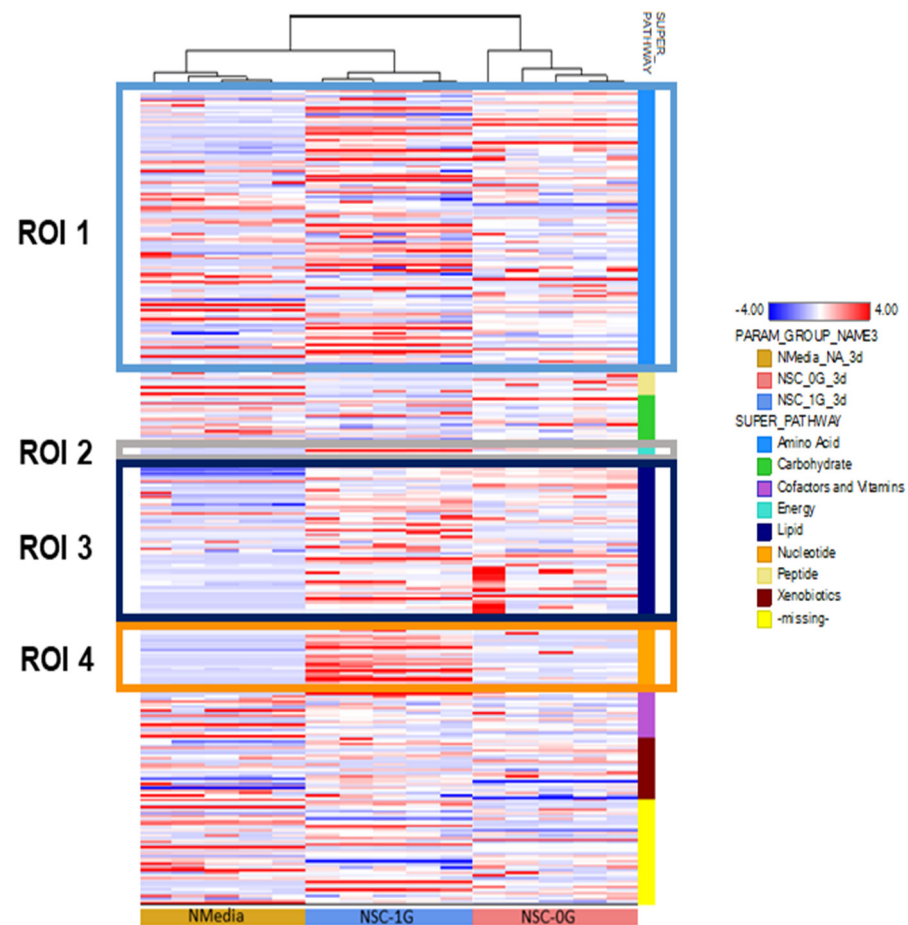 SUPER_
PATHWAY
ROI 1
ROI 2
ROI 3
ROI 4
-4.00 4.00
PARAM_GROUP_NAME3
NMedia_NA_3d
NSC_0G_3d
NSC_1G_3d
SUPER_PATHWAY
Amino Acid
Carbohydrate
Cofactors and Vitamins
Energy
Lipid
Nucleotide
Peptide
Xenobiotics
-missing-
NMedia NSC-1G NSC-0G